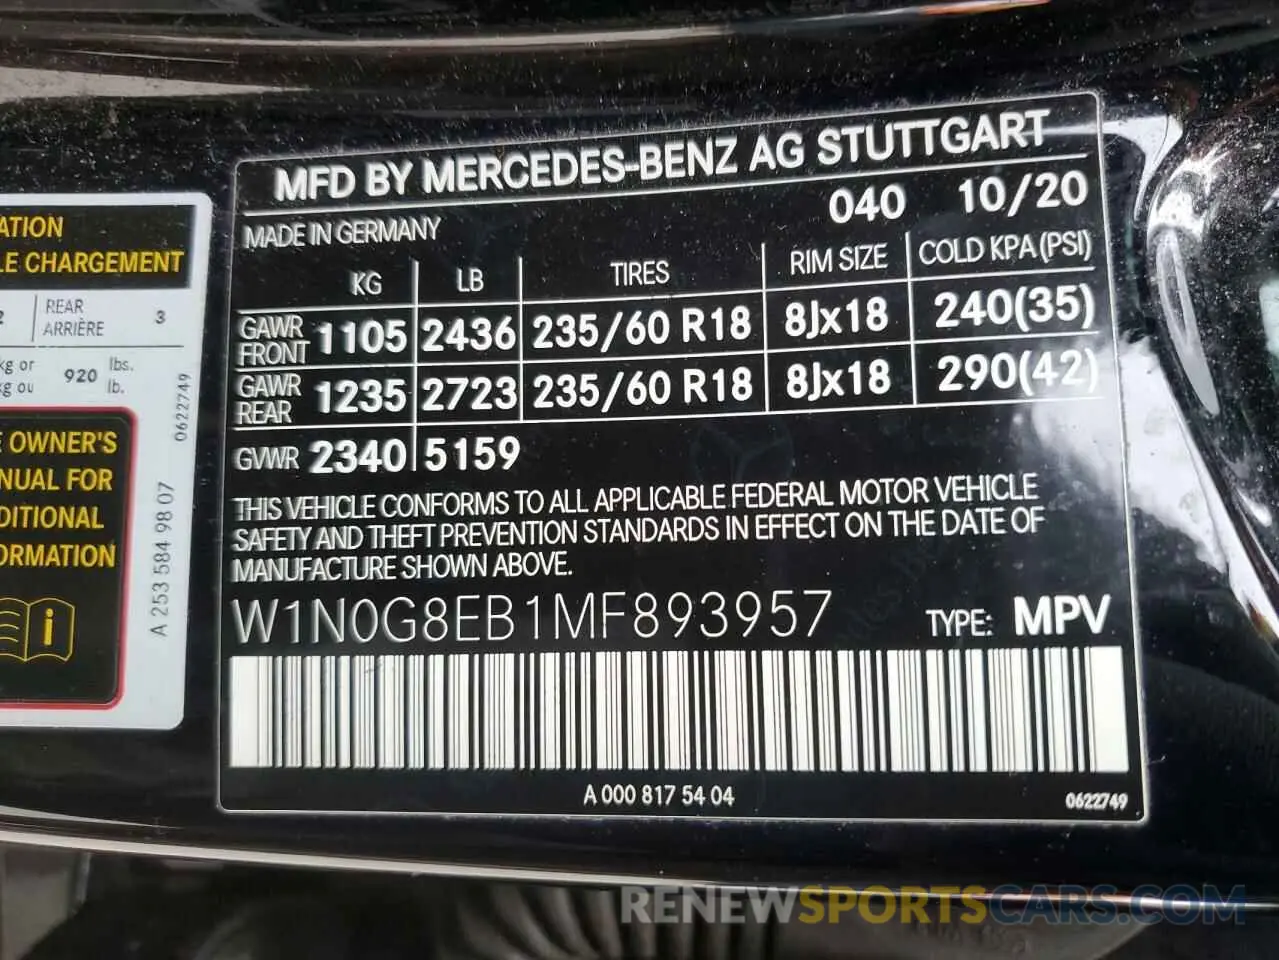 ATION
LE CHARGEMENT
2 REAR ARRIÈRE 3
kg or
kg ou 920 lbs.
lb.
0622749
E OWNER'S
NUAL FOR
DITIONAL
ORMATION
i
A 253 584 98 07
MFD BY MERCEDES-BENZ AG STUTTGART
MADE IN GERMANY 040 10/20
KG LB TIRES RIM SIZE COLD KPA (PSI)
GAWR FRONT 1105 2436 235/60 R18 8Jx18 240(35)
GAWR REAR 1235 2723 235/60 R18 8Jx18 290(42)
GVWR 2340 5159
THIS VEHICLE CONFORMS TO ALL APPLICABLE FEDERAL MOTOR VEHICLE
SAFETY AND THEFT PREVENTION STANDARDS IN EFFECT ON THE DATE OF
MANUFACTURE SHOWN ABOVE.
W1N0G8EB1MF893957 TYPE: MPV
A 000 817 54 04 0622749
RENEWSPORTSCARS.COM